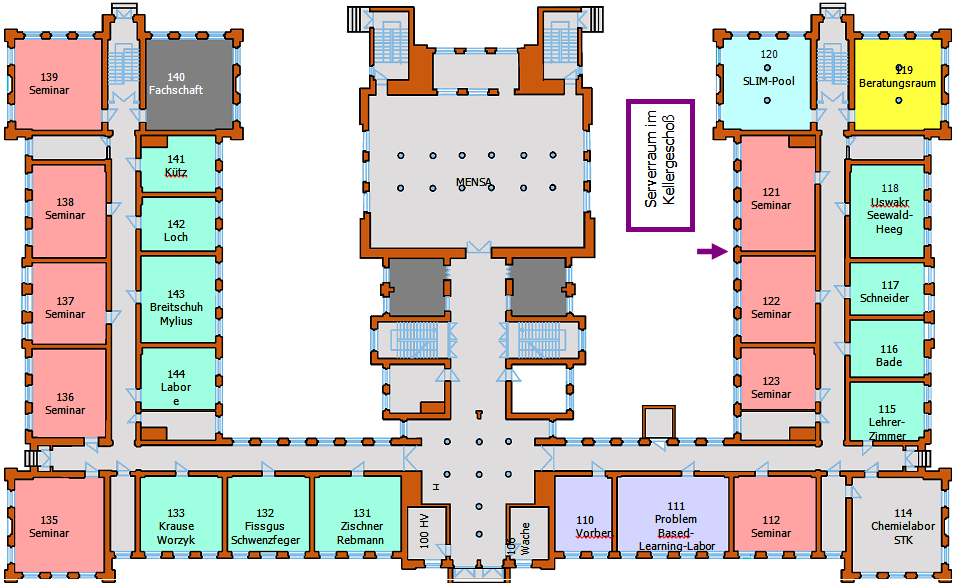 139
Seminar
140
Fachschaft
120
SLIM-Pool
119
Beratungsraum
Serverraum im
Kellergeschoß
141
Kütz
MENSA
138
Seminar
121
Seminar
118
Uswakr
Seewald-
Heeg
142
Loch
137
Seminar
143
Breitschuh
Mylius
122
Seminar
117
Schneider
136
Seminar
144
Labor
e
123
Seminar
116
Bade
115
Lehrer-
Zimmer
135
Seminar
133
Krause
Worzyk
132
Fissgus
Schwenzfeger
131
Zischner
Rebmann
H
100 HV
106
Wache
110
Vorber.
111
Problem
Based-
Learning-Labor
112
Seminar
114
Chemielabor
STK